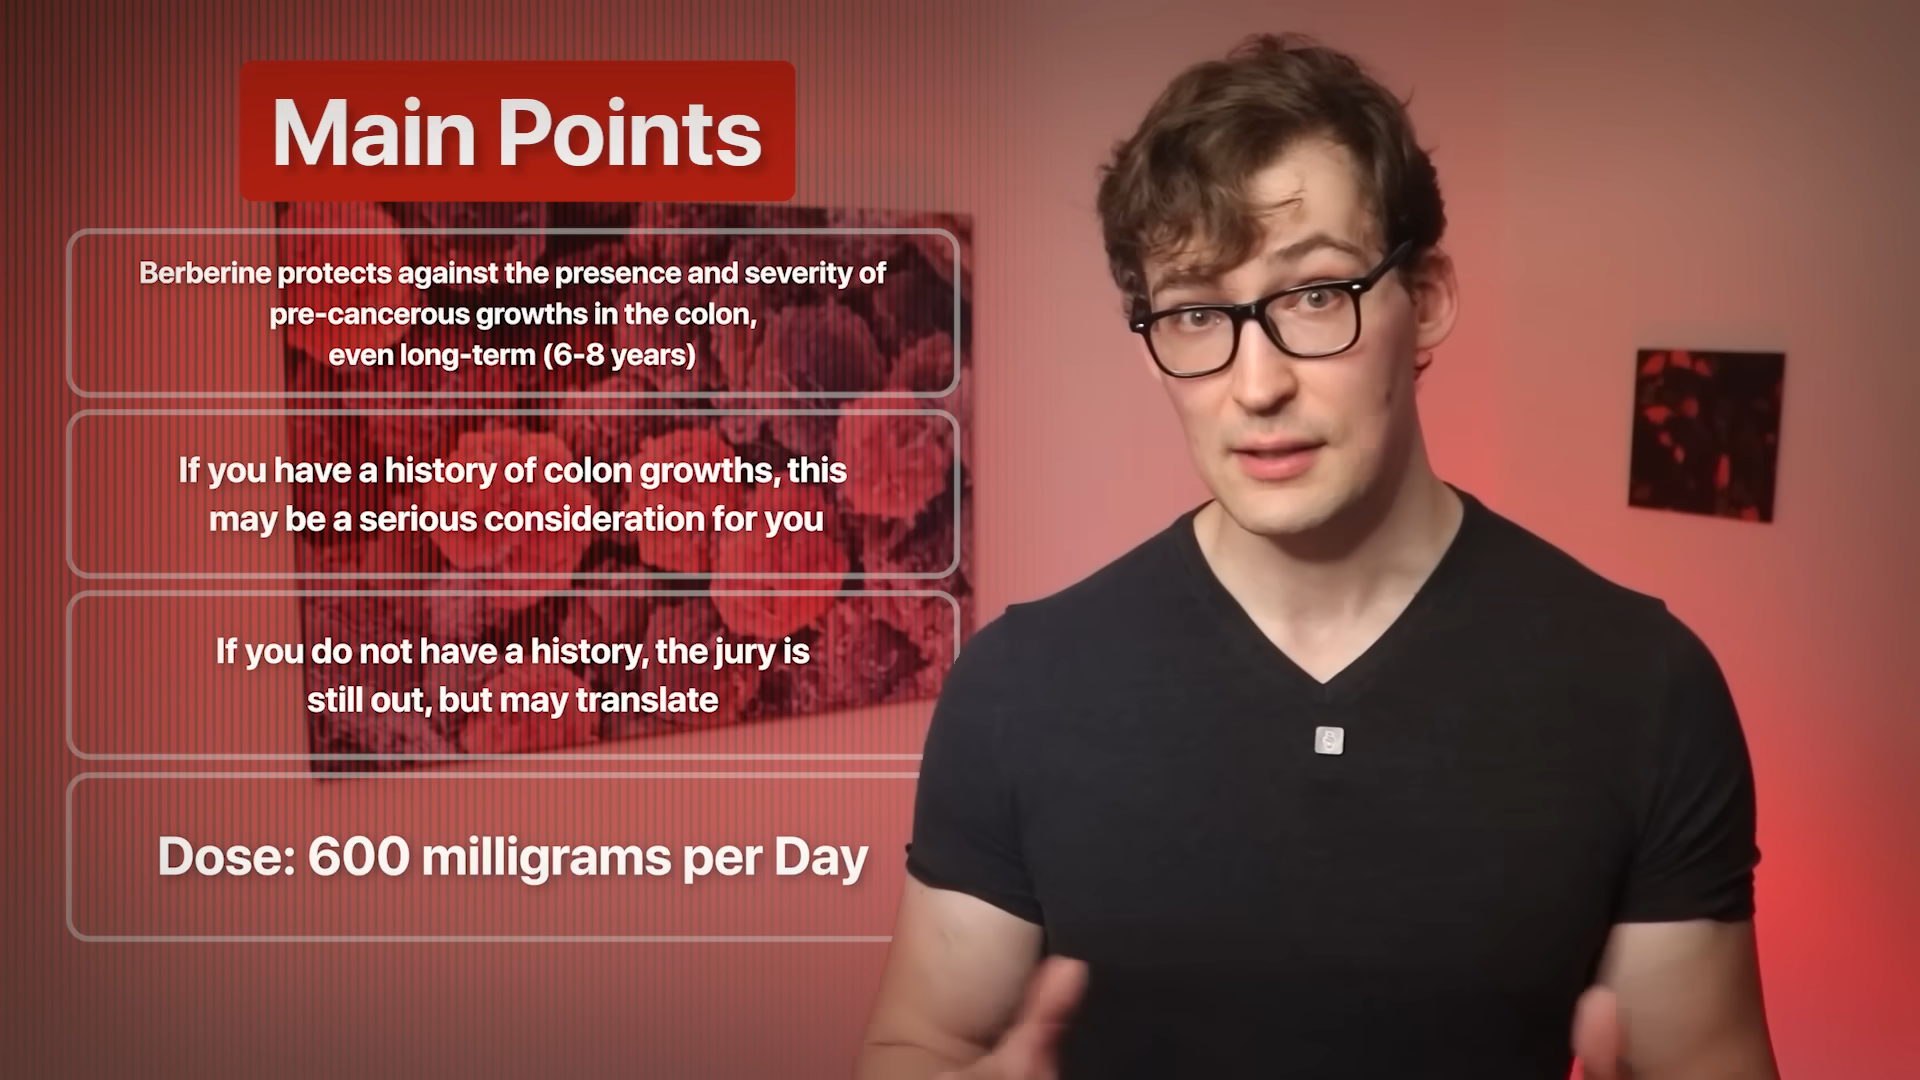 Main Points
Berberine protects against the presence and severity of
pre-cancerous growths in the colon,
even long-term (6-8 years)
If you have a history of colon growths, this
may be a serious consideration for you
If you do not have a history, the jury is
still out, but may translate
Dose: 600 milligrams per Day